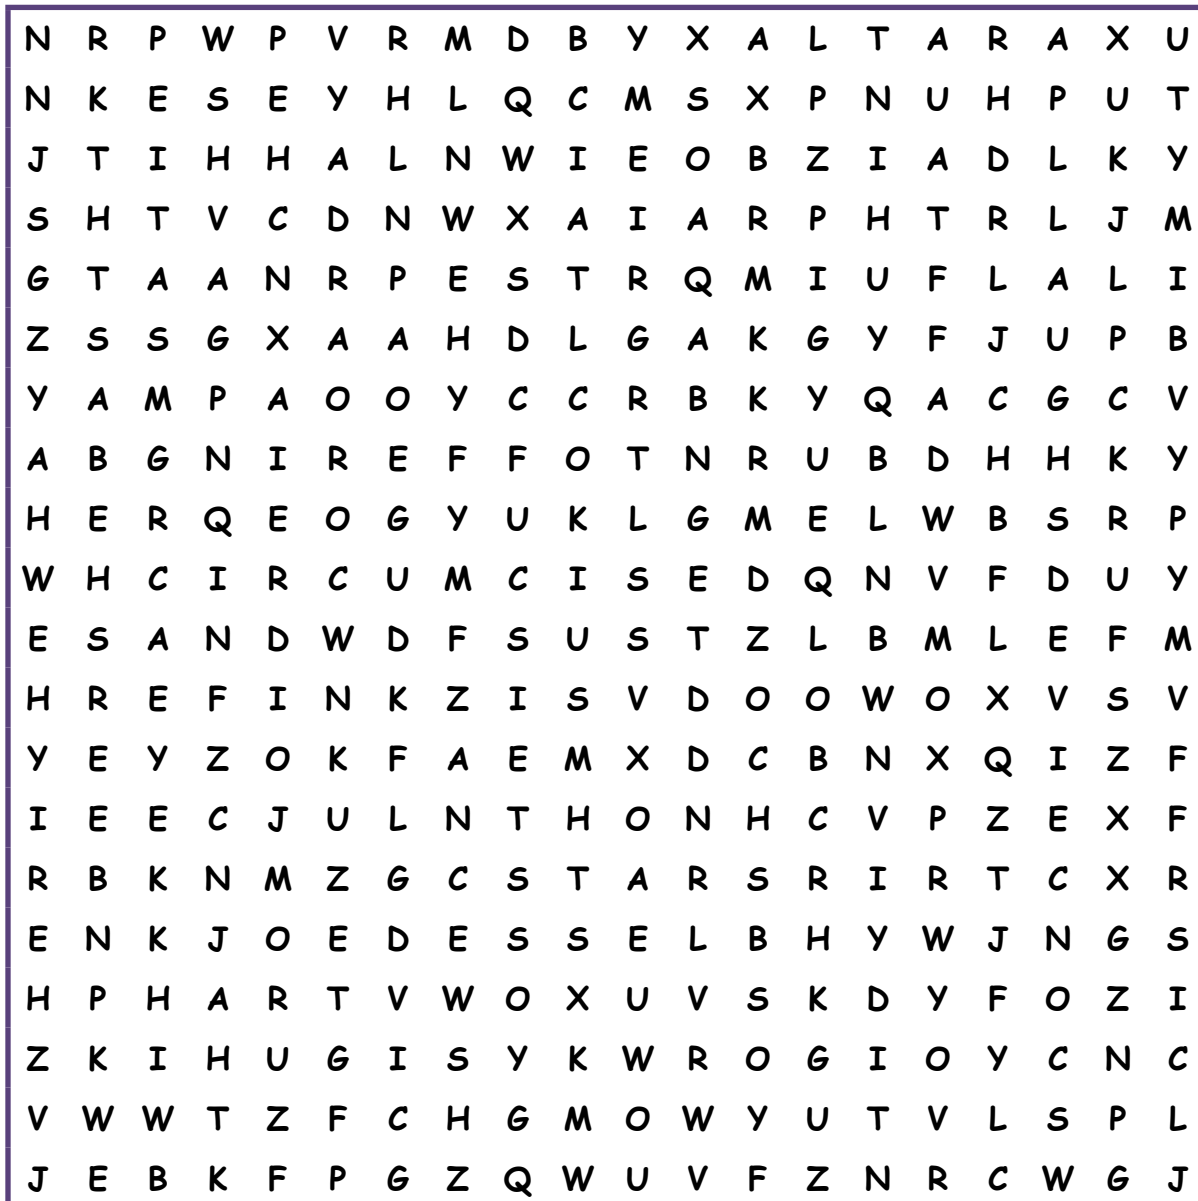 N R P W P V R M D B Y X A L T A R A X U
N K E S E Y H L Q C M S X P N U H P U T
J T I H H A L N W I E O B Z I A D L K Y
S H T V C D N W X A I A R P H T R L J M
G T A A N R P E S T R Q M I U F L A L I
Z S S G X A A H D L G A K G Y F J U P B
Y A M P A O O Y C C R B K Y Q A C G C V
A B G N I R E F F O T N R U B D H H K Y
H E R Q E O G Y U K L G M E L W B S R P
W H C I R C U M C I S E D Q N V F D U Y
E S A N D W D F S U S T Z L B M L E F M
H R E F I N K Z I S V D O O W O X V S V
Y E Y Z O K F A E M X D C B N X Q I Z F
I E E C J U L N T H O N H C V P Z E X F
R B K N M Z G C S T A R S R I R T C X R
E N K J O E D E S S E L B H Y W J N G S
H P H A R T V W O X U V S K D Y F O Z I
Z K I H U G I S Y K W R O G I O Y C N C
V W W T Z F C H G M O W Y U T V L S P L
J E B K F P G Z Q W U V F Z N R C W G J